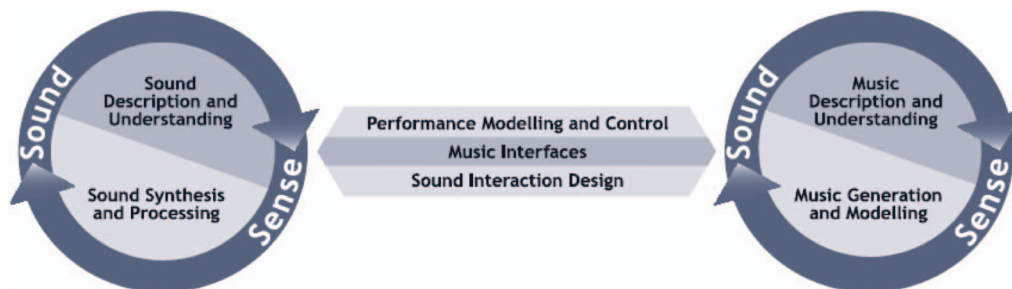 Sound
Sound
Description and
Understanding
Sound Synthesis
and Processing
Sense
Performance Modelling and Control
Music Interfaces
Sound Interaction Design
Sound
Music
Description and
Understanding
Music Generation
and Modelling
Sense